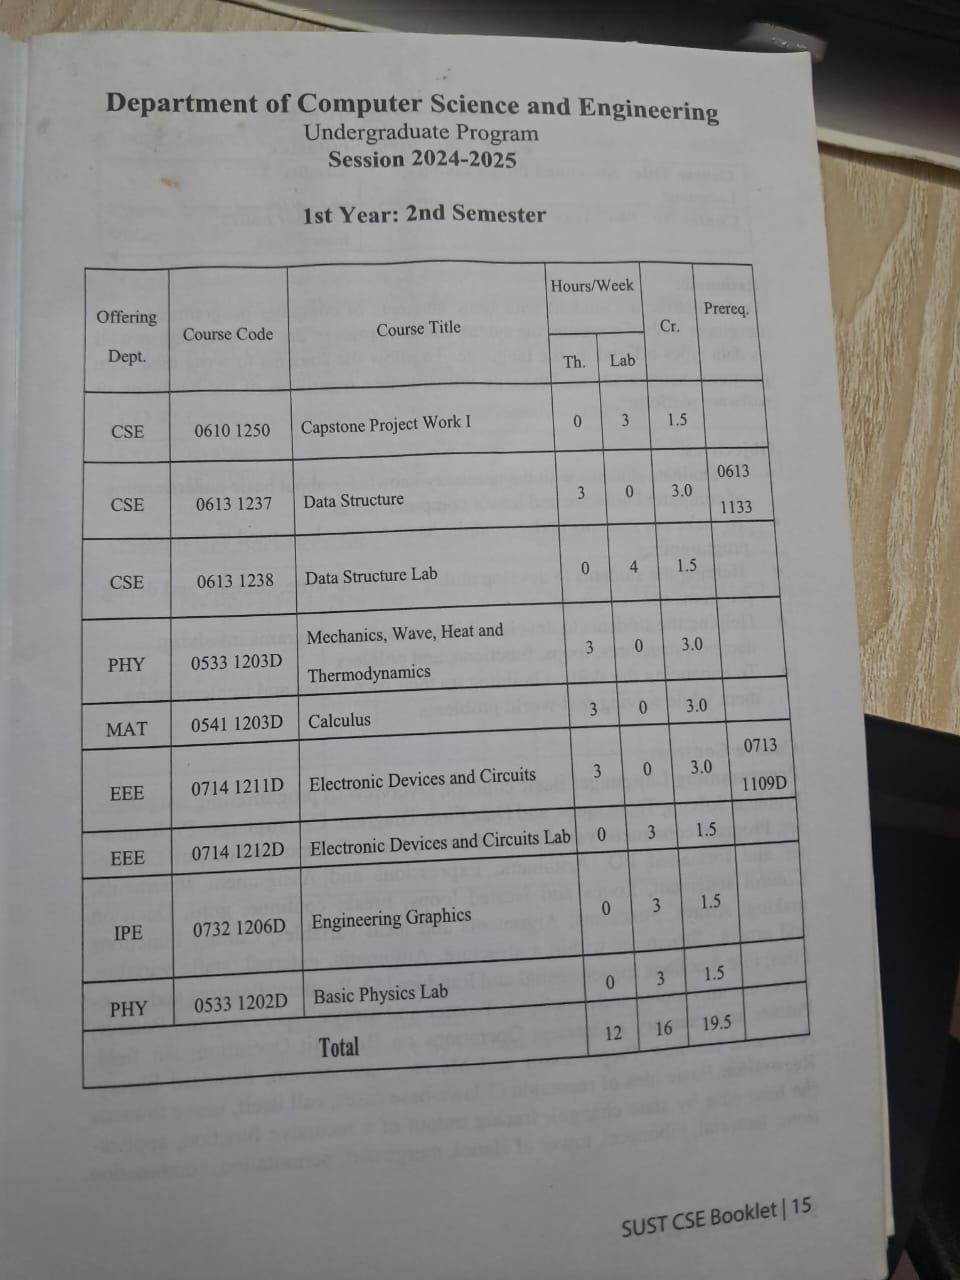 Department of Computer Science and Engineering
Undergraduate Program
Session 2024-2025
1st Year: 2nd Semester
Offering Dept. Course Code Course Title Hours/Week Th. Lab Cr. Prereq.
CSE 0610 1250 Capstone Project Work I 0 3 1.5
CSE 0613 1237 Data Structure 3 0 3.0 0613 1133
CSE 0613 1238 Data Structure Lab 0 4 1.5
PHY 0533 1203D Mechanics, Wave, Heat and Thermodynamics 3 0 3.0
MAT 0541 1203D Calculus 3 0 3.0
EEE 0714 1211D Electronic Devices and Circuits 3 0 3.0 0713 1109D
EEE 0714 1212D Electronic Devices and Circuits Lab 0 3 1.5
IPE 0732 1206D Engineering Graphics 0 3 1.5
PHY 0533 1202D Basic Physics Lab 0 3 1.5
Total 12 16 19.5
SUST CSE Booklet | 15